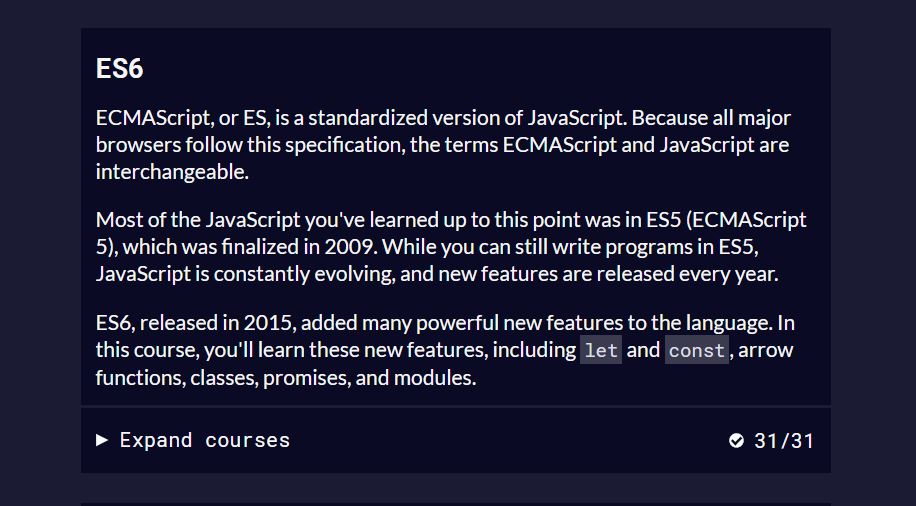 ES6
ECMAScript, or ES, is a standardized version of JavaScript. Because all major
browsers follow this specification, the terms ECMAScript and JavaScript are
interchangeable.
Most of the JavaScript you've learned up to this point was in ES5 (ECMAScript
5), which was finalized in 2009. While you can still write programs in ES5,
JavaScript is constantly evolving, and new features are released every year.
ES6, released in 2015, added many powerful new features to the language. In
this course, you'll learn these new features, including let and const, arrow
functions, classes, promises, and modules.
Expand courses 31/31